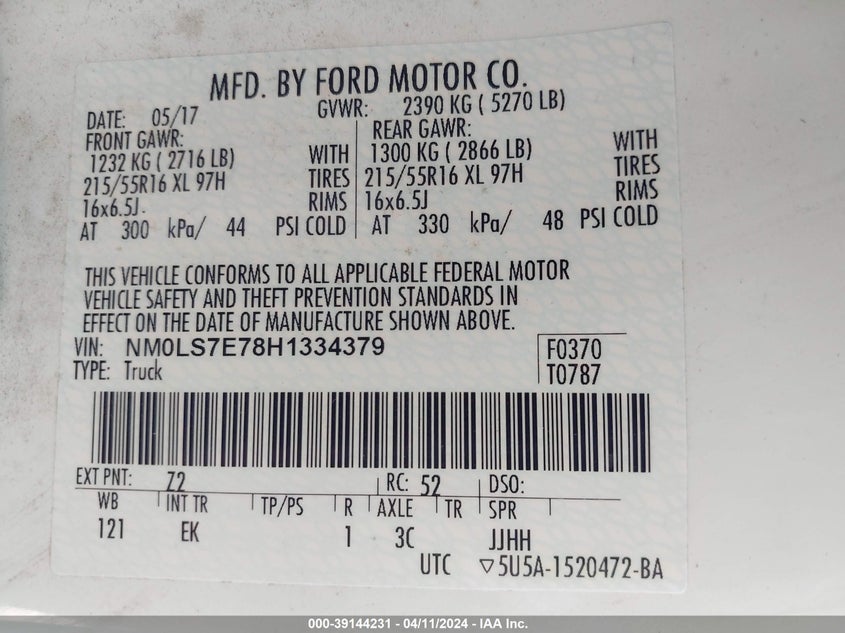 MFD. BY FORD MOTOR CO.
DATE: 05/17 GVWR: 2390 KG ( 5270 LB)
FRONT GAWR: REAR GAWR:
1232 KG ( 2716 LB) WITH 1300 KG ( 2866 LB) WITH
215/55R16 XL 97H TIRES 215/55R16 XL 97H TIRES
16x6.5J RIMS 16x6.5J RIMS
AT 300 kPa/ 44 PSI COLD AT 330 kPa/ 48 PSI COLD
THIS VEHICLE CONFORMS TO ALL APPLICABLE FEDERAL MOTOR
VEHICLE SAFETY AND THEFT PREVENTION STANDARDS IN
EFFECT ON THE DATE OF MANUFACTURE SHOWN ABOVE.
VIN: NM0LS7E78H1334379 F0370
TYPE: Truck T0787
EXT PNT: Z2 RC: 52 DSO:
WB INT TR TP/PS R AXLE TR SPR
121 EK 1 3C JJHH
UTC ▽5U5A-1520472-BA
000-39144231 - 04/11/2024 - IAA Inc.